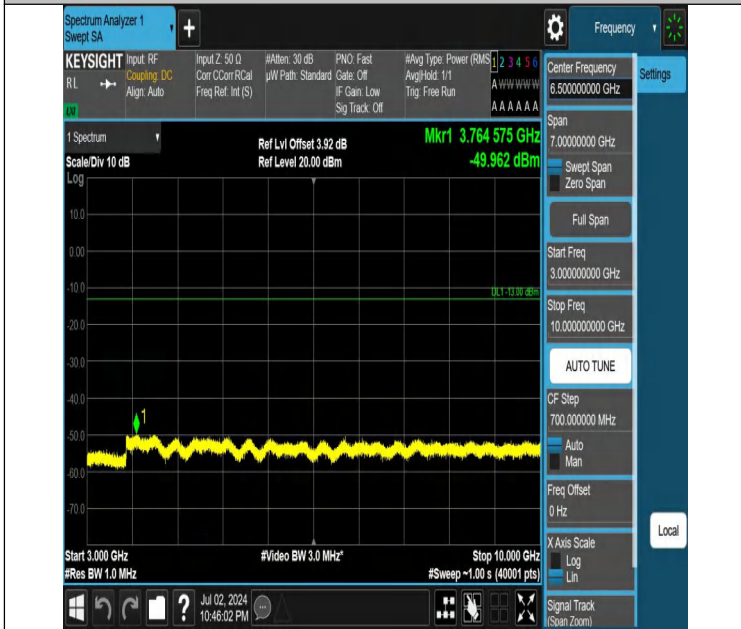 Spectrum Analyzer 1
Swept SA
Frequency
KEYSIGHT
RL
Input: RF
Coupling: DC
Align: Auto
Input Z: 50 Ω
Corr CCorr RCal
Freq Ref: Int (S)
#Atten: 30 dB
µW Path: Standard
PNO: Fast
Gate: Off
IF Gain: Low
Sig Track: Off
#Avg Type: Power (RMS
Avg|Hold: 1/1
Trig: Free Run
1 2 3 4 5 6
A W W W W W
A A A A A A
1 Spectrum
Scale/Div 10 dB
Log
Ref Lvl Offset 3.92 dB
Ref Level 20.00 dBm
Mkr1 3.764 575 GHz
-49.962 dBm
10.0
0.00
-10.0
DL1 -13.00 dBm
-20.0
-30.0
-40.0
1
-50.0
-60.0
-70.0
Start 3.000 GHz
#Res BW 1.0 MHz
#Video BW 3.0 MHz*
Stop 10.000 GHz
#Sweep ~1.00 s (40001 pts)
?
Jul 02, 2024
10:46:02 PM
Center Frequency
6.500000000 GHz
Settings
Span
7.00000000 GHz
Swept Span
Zero Span
Full Span
Start Freq
3.000000000 GHz
Stop Freq
10.000000000 GHz
AUTO TUNE
CF Step
700.000000 MHz
Auto
Man
Freq Offset
0 Hz
X Axis Scale
Log
Lin
Local
Signal Track
(Span Zoom)